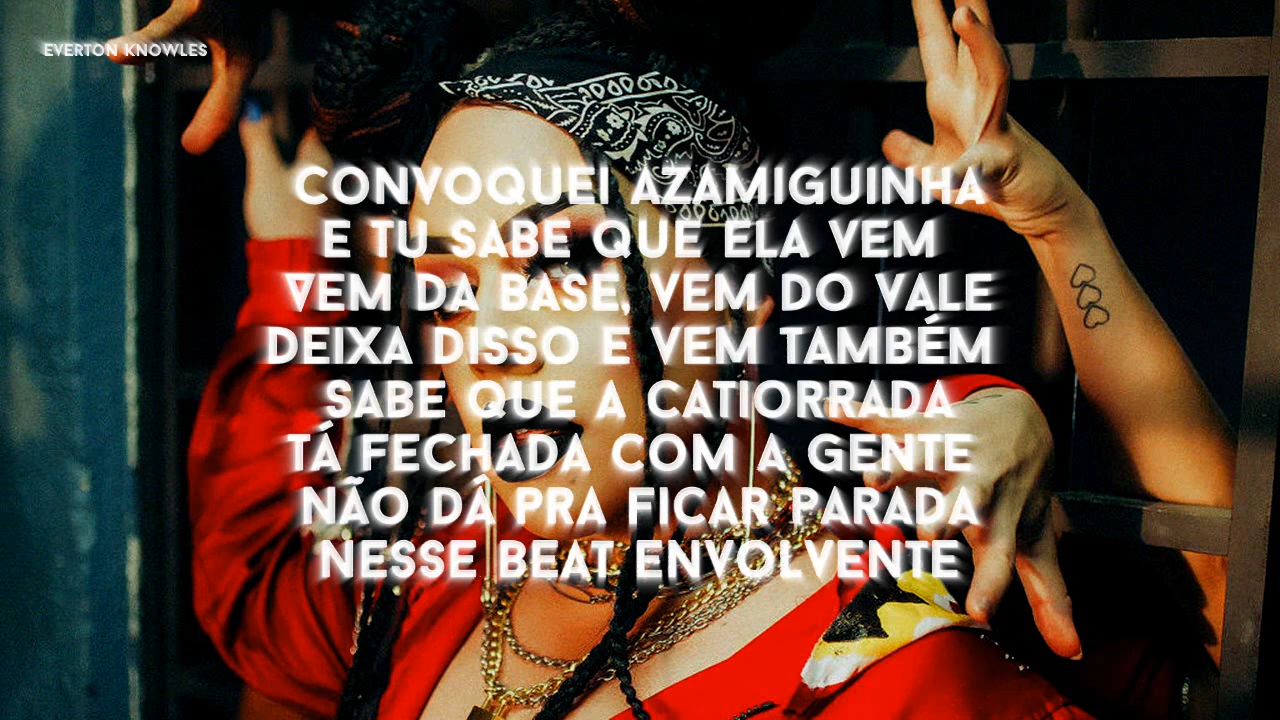 EVERTON KNOWLES
CONVOQUEI AZAMIGUINHA
E TU SABE QUE ELA VEM
VEM DA BASE, VEM DO VALE
DEIXA DISSO E VEM TAMBÉM
SABE QUE A CATIORRADA
TÁ FECHADA COM A GENTE
NÃO DÁ PRA FICAR PARADA
NESSE BEAT ENVOLVENTE